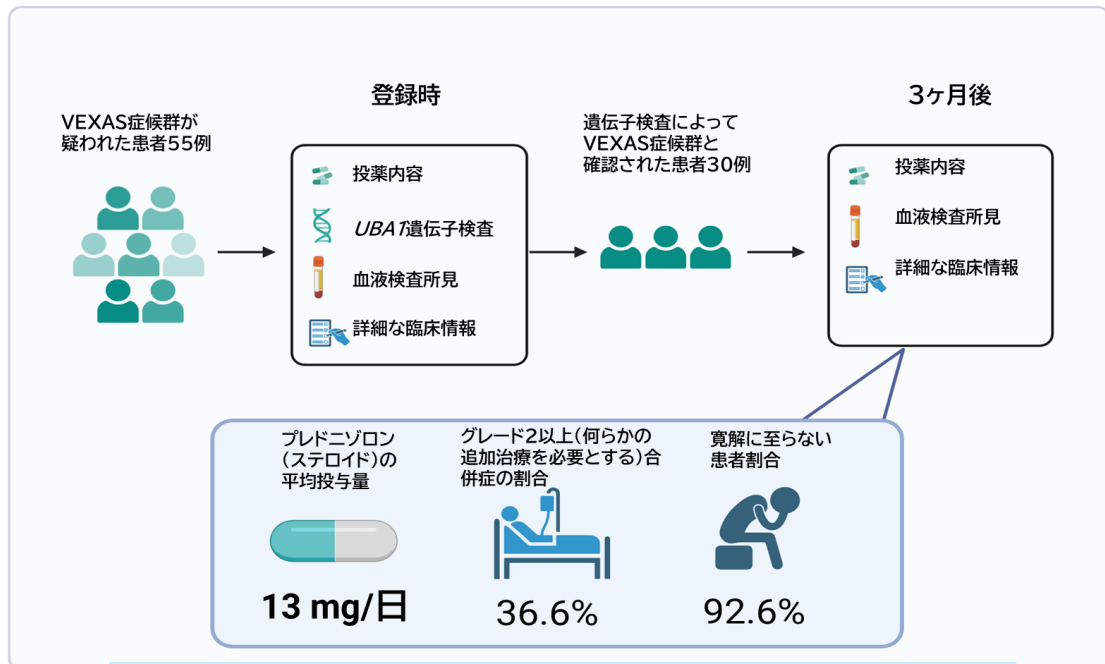 登録時
3ヶ月後
VEXAS症候群が
疑われた患者55例
投薬内容
UBA1遺伝子検査
血液検査所見
詳細な臨床情報
遺伝子検査によって
VEXAS症候群と
確認された患者30例
投薬内容
血液検査所見
詳細な臨床情報
プレドニゾロン
(ステロイド)の
平均投与量
13 mg/日
グレード2以上(何らかの
追加治療を必要とする)合
併症の割合
36.6%
寛解に至らない
患者割合
92.6%